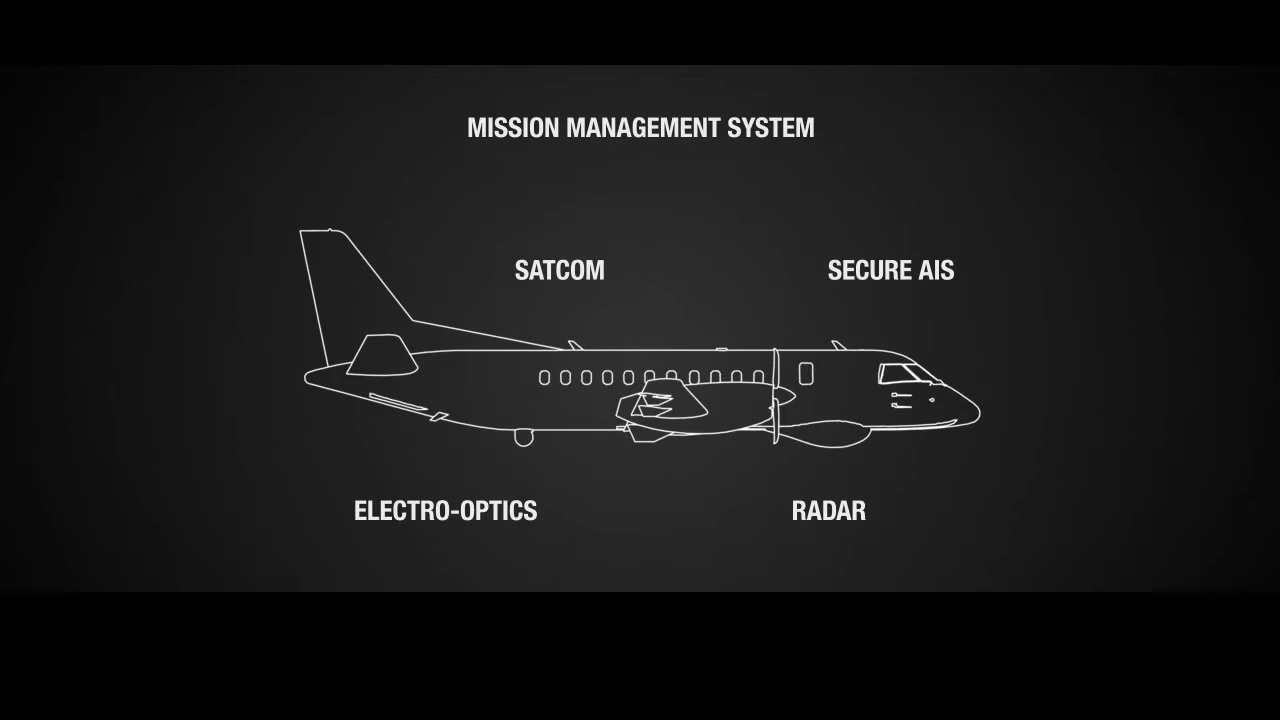 MISSION MANAGEMENT SYSTEM
SATCOM
SECURE AIS
ELECTRO-OPTICS
RADAR